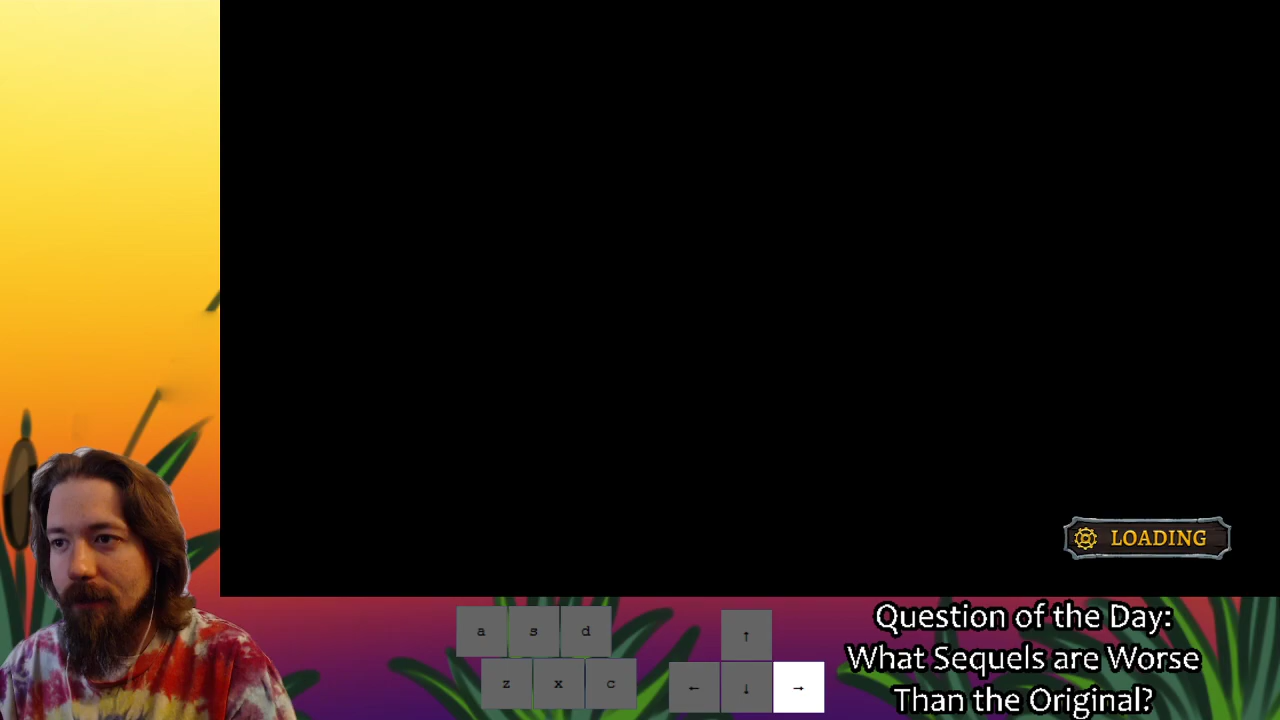 LOADING
a s d
z x c
↑
← ↓ →
Question of the Day:
What Sequels are Worse
Than the Original?